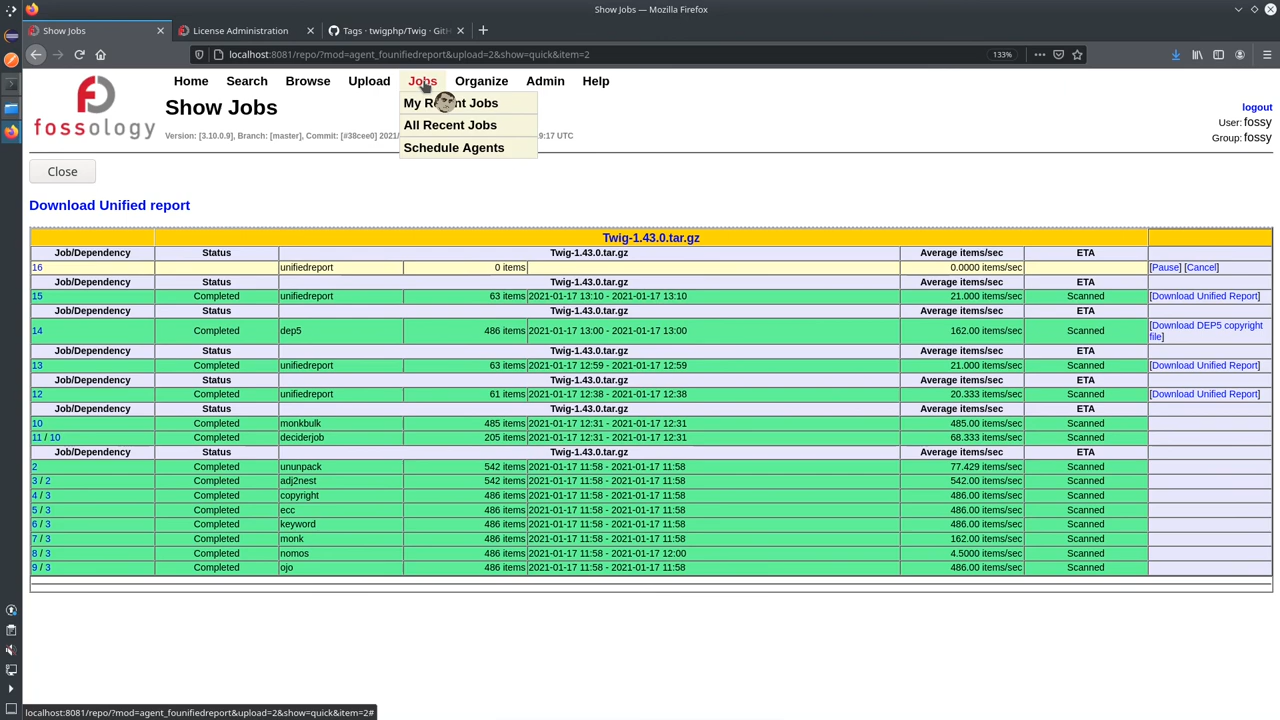 Show Jobs — Mozilla Firefox
Show Jobs
License Administration
Tags · twigphp/Twig · GitH
localhost:8081/repo/?mod=agent_founifiedreport&upload=2&show=quick&item=2
133%
Home Search Browse Upload Jobs Organize Admin Help
My Recent Jobs
All Recent Jobs
Schedule Agents
fossology
Show Jobs
Version: [3.10.0.9], Branch: [master], Commit: [#38cee0] 2021/ 9:17 UTC
logout
User: fossy
Group: fossy
Close
Download Unified report
Twig-1.43.0.tar.gz
Job/Dependency Status Twig-1.43.0.tar.gz Average items/sec ETA
16 unifiedreport 0 items 0.0000 items/sec [Pause] [Cancel]
Job/Dependency Status Twig-1.43.0.tar.gz Average items/sec ETA
15 Completed unifiedreport 63 items 2021-01-17 13:10 - 2021-01-17 13:10 21.000 items/sec Scanned [Download Unified Report]
Job/Dependency Status Twig-1.43.0.tar.gz Average items/sec ETA
14 Completed dep5 486 items 2021-01-17 13:00 - 2021-01-17 13:00 162.00 items/sec Scanned [Download DEP5 copyright
file]
Job/Dependency Status Twig-1.43.0.tar.gz Average items/sec ETA
13 Completed unifiedreport 63 items 2021-01-17 12:59 - 2021-01-17 12:59 21.000 items/sec Scanned [Download Unified Report]
Job/Dependency Status Twig-1.43.0.tar.gz Average items/sec ETA
12 Completed unifiedreport 61 items 2021-01-17 12:38 - 2021-01-17 12:38 20.333 items/sec Scanned [Download Unified Report]
Job/Dependency Status Twig-1.43.0.tar.gz Average items/sec ETA
10 Completed monkbulk 485 items 2021-01-17 12:31 - 2021-01-17 12:31 485.00 items/sec Scanned
11 / 10 Completed deciderjob 205 items 2021-01-17 12:31 - 2021-01-17 12:31 68.333 items/sec Scanned
Job/Dependency Status Twig-1.43.0.tar.gz Average items/sec ETA
2 Completed ununpack 542 items 2021-01-17 11:58 - 2021-01-17 11:58 77.429 items/sec Scanned
3 / 2 Completed adj2nest 542 items 2021-01-17 11:58 - 2021-01-17 11:58 542.00 items/sec Scanned
4 / 3 Completed copyright 486 items 2021-01-17 11:58 - 2021-01-17 11:58 486.00 items/sec Scanned
5 / 3 Completed ecc 486 items 2021-01-17 11:58 - 2021-01-17 11:58 486.00 items/sec Scanned
6 / 3 Completed keyword 486 items 2021-01-17 11:58 - 2021-01-17 11:58 486.00 items/sec Scanned
7 / 3 Completed monk 486 items 2021-01-17 11:58 - 2021-01-17 11:58 162.00 items/sec Scanned
8 / 3 Completed nomos 486 items 2021-01-17 11:58 - 2021-01-17 12:00 4.5000 items/sec Scanned
9 / 3 Completed ojo 486 items 2021-01-17 11:58 - 2021-01-17 11:58 486.00 items/sec Scanned
localhost:8081/repo/?mod=agent_founifiedreport&upload=2&show=quick&item=2#